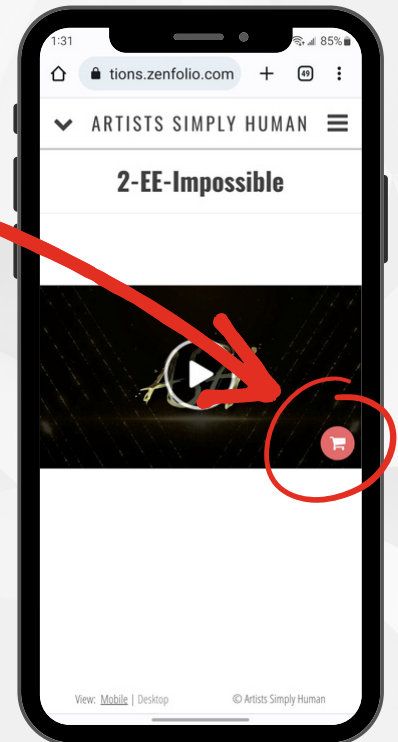 1:31 85%
tions.zenfolio.com 49
ARTISTS SIMPLY HUMAN
2-EE-Impossible
ASH
View: Mobile | Desktop © Artists Simply Human